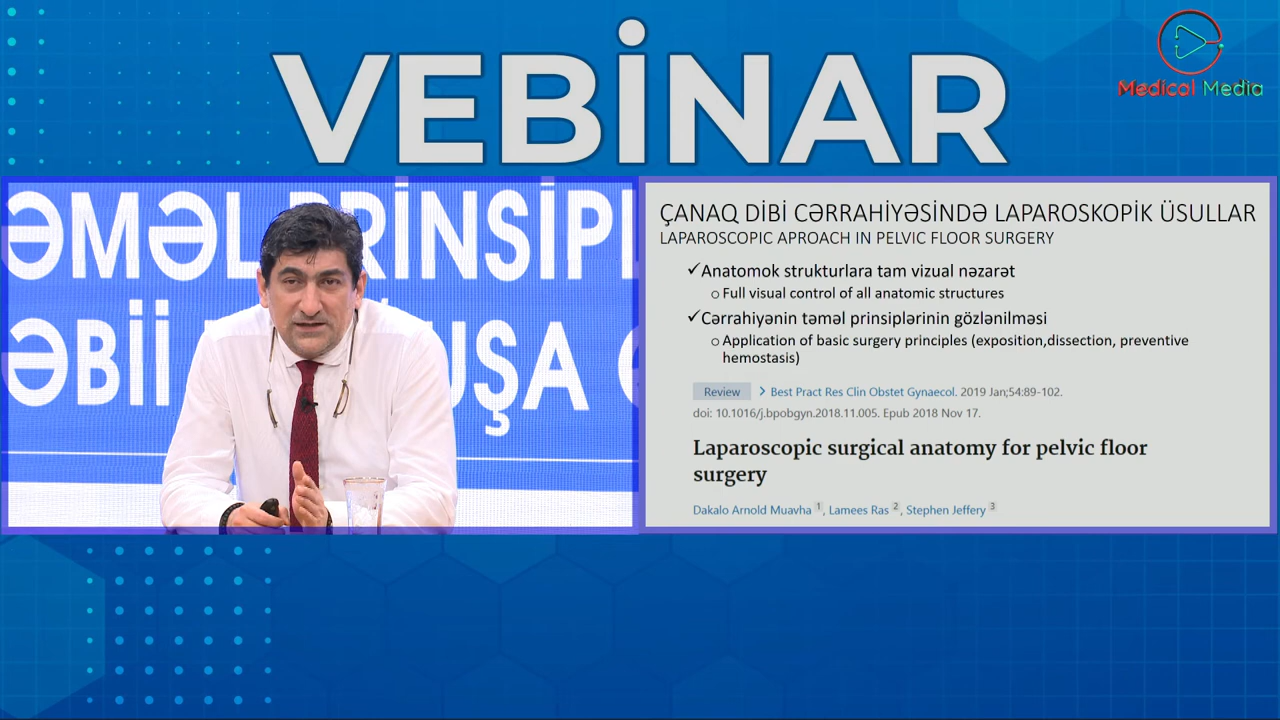 VEBİNAR
Medical Media
ƏMƏL PRİNSİPL
ƏBİİ
UŞA
ÇANAQ DİBİ CƏRRAHİYƏSİNDƏ LAPAROSKOPİK ÜSULLAR
LAPAROSCOPIC APROACH IN PELVIC FLOOR SURGERY
✓Anatomok strukturlara tam vizual nəzarət
o Full visual control of all anatomic structures
✓Cərrahiyənin təməl prinsiplərinin gözlənilməsi
o Application of basic surgery principles (exposition,dissection, preventive
hemostasis)
Review > Best Pract Res Clin Obstet Gynaecol. 2019 Jan;54:89-102.
doi: 10.1016/j.bpobgyn.2018.11.005. Epub 2018 Nov 17.
Laparoscopic surgical anatomy for pelvic floor
surgery
Dakalo Arnold Muavha 1, Lamees Ras 2, Stephen Jeffery 3